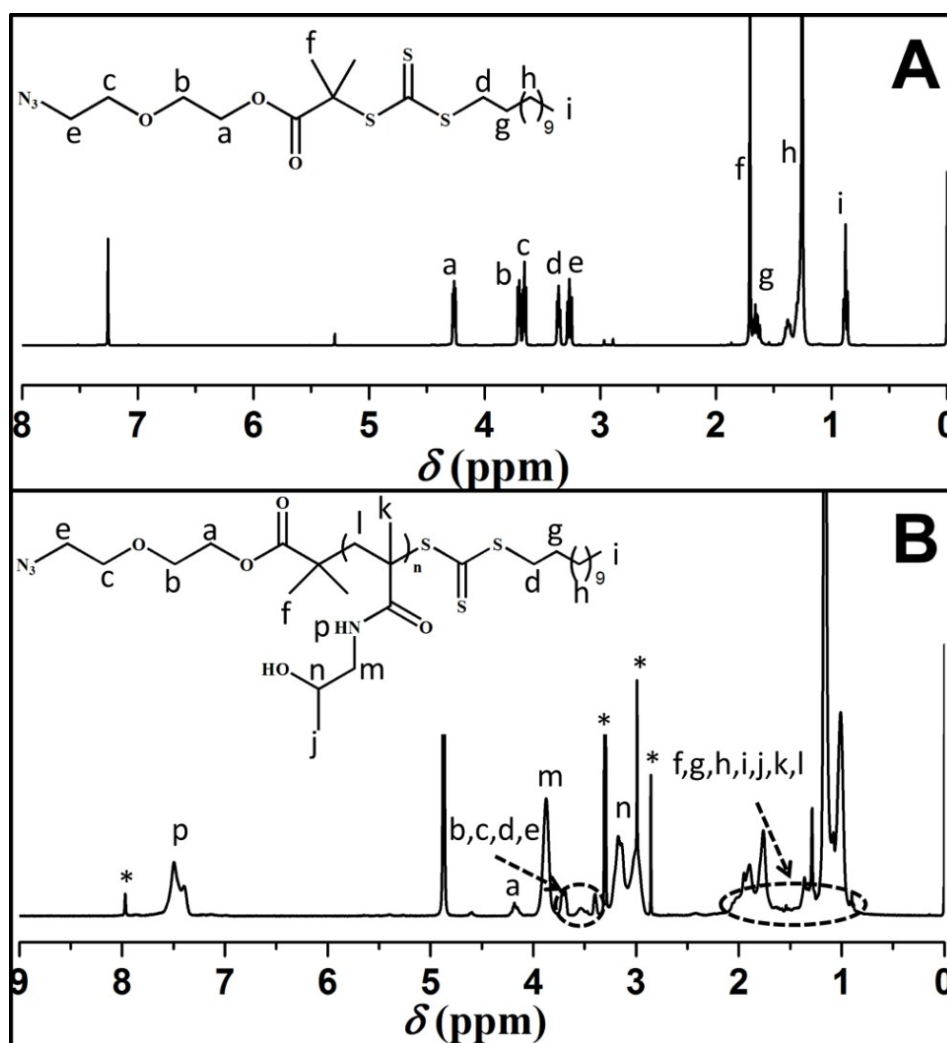 A
f
S
c
b
O
d
h
N3
O
S
S
9
i
e
a
g
O
f
h
i
g
a
b
c
d
e
8 7 6 5 4 3 2 1 0
δ (ppm)
B
O
l
k
g
e
a
S
S
i
N3
O
O
n
9
c
b
d
h
f
S
p
HN
O
HO
n
m
j
*
*
*
f,g,h,i,j,k,l
m
n
b,c,d,e
p
*
a
9 8 7 6 5 4 3 2 1 0
δ (ppm)